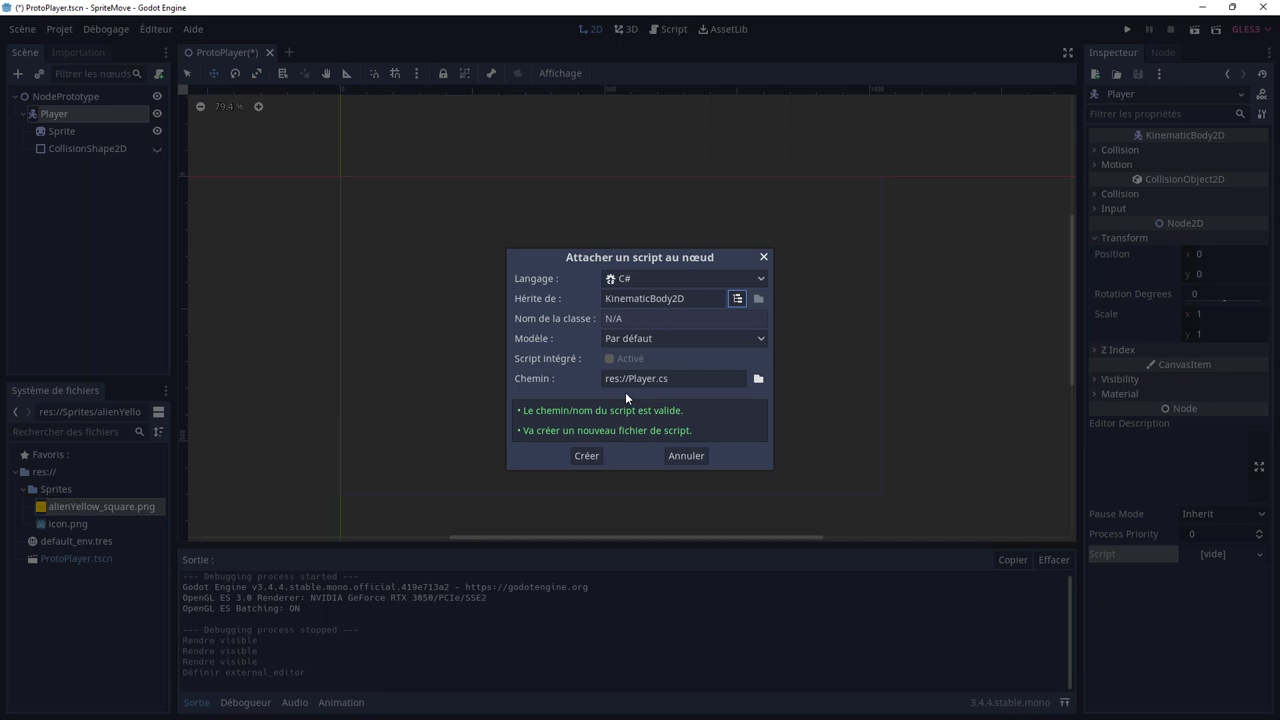 (*) ProtoPlayer.tscn - SpriteMove - Godot Engine
Scène Projet Débogage Éditeur Aide
2D 3D Script AssetLib
GLES3
Scène Importation
ProtoPlayer(*)
Inspecteur Node
Filtrer les nœuds
Affichage
NodePrototype
Player
Sprite
CollisionShape2D
79.4 %
0
500
1000
Player
Filtrer les propriétés
KinematicBody2D
Collision
Motion
CollisionObject2D
Collision
Input
Node2D
Transform
Position x 0
y 0
Rotation Degrees 0
Scale x 1
y 1
Z Index
CanvasItem
Visibility
Material
Node
Editor Description
Pause Mode Inherit
Process Priority 0
Script [vide]
Attacher un script au nœud
Langage : C#
Hérite de : KinematicBody2D
Nom de la classe : N/A
Modèle : Par défaut
Script intégré : Activé
Chemin : res://Player.cs
• Le chemin/nom du script est valide.
• Va créer un nouveau fichier de script.
Créer Annuler
Système de fichiers
res://Sprites/alienYello
Rechercher des fichiers
Favoris :
res://
Sprites
alienYellow_square.png
icon.png
default_env.tres
ProtoPlayer.tscn
Sortie :
Copier Effacer
--- Debugging process started ---
Godot Engine v3.4.4.stable.mono.official.419e713a2 - https://godotengine.org
OpenGL ES 3.0 Renderer: NVIDIA GeForce RTX 3050/PCIe/SSE2
OpenGL ES Batching: ON
--- Debugging process stopped ---
Rendre visible
Rendre visible
Rendre visible
Définir external_editor
Sortie Débogueur Audio Animation
3.4.4.stable.mono